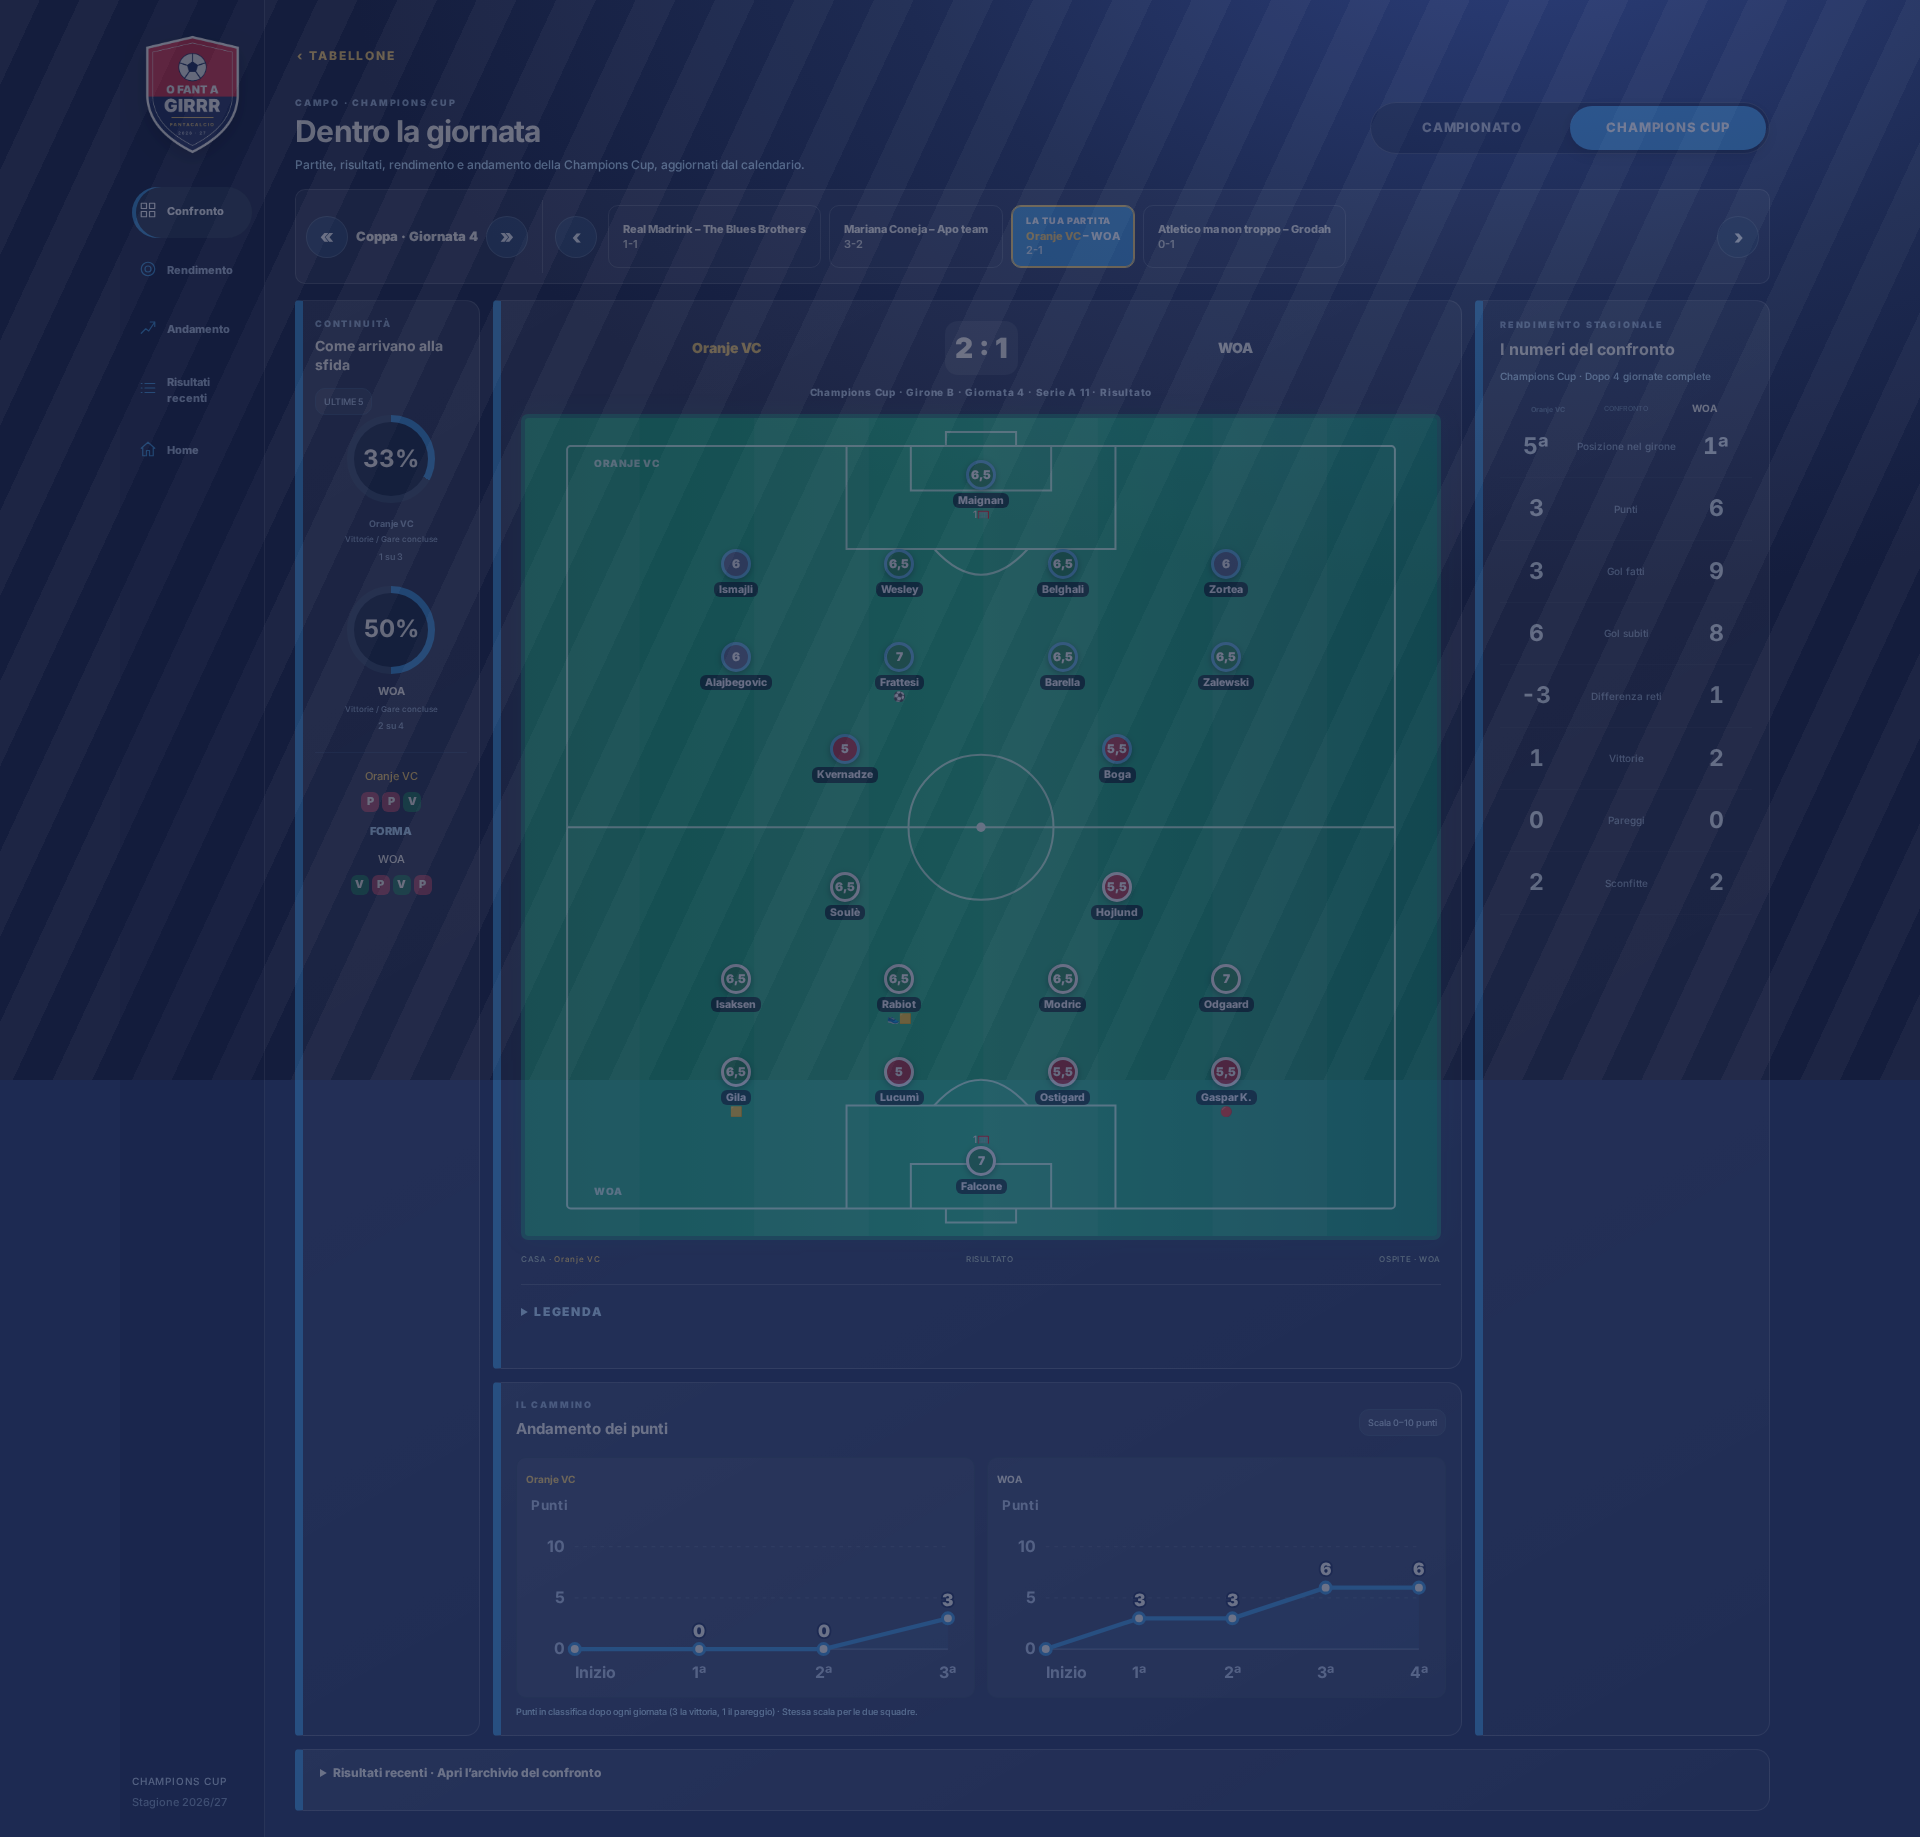 O FANT A
GIRRR
FANTACALCIO
2026 · 27
Confronto
Rendimento
Andamento
Risultati
recenti
Home
CHAMPIONS CUP
Stagione 2026/27
‹ TABELLONE
CAMPO · CHAMPIONS CUP
Dentro la giornata
Partite, risultati, rendimento e andamento della Champions Cup, aggiornati dal calendario.
CAMPIONATO
CHAMPIONS CUP
« Coppa · Giornata 4 »
‹
Real Madrink – The Blues Brothers
1-1
Mariana Coneja – Apo team
3-2
LA TUA PARTITA
Oranje VC – WOA
2-1
Atletico ma non troppo – Grodah
0-1
›
CONTINUITÀ
Come arrivano alla
sfida
ULTIME 5
33%
Oranje VC
Vittorie / Gare concluse
1 su 3
50%
WOA
Vittorie / Gare concluse
2 su 4
Oranje VC
P P V
FORMA
WOA
V P V P
Oranje VC
2 : 1
WOA
Champions Cup · Girone B · Giornata 4 · Serie A 11 · Risultato
ORANJE VC
6,5
Maignan
1
6 6,5 6,5 6
Ismajli Wesley Belghali Zortea
6 7 6,5 6,5
Alajbegovic Frattesi Barella Zalewski
5 5,5
Kvernadze Boga
6,5 5,5
Soulè Hojlund
6,5 6,5 6,5 7
Isaksen Rabiot Modric Odgaard
6,5 5 5,5 5,5
Gila Lucumì Ostigard Gaspar K.
1
7
Falcone
WOA
CASA · Oranje VC
RISULTATO
OSPITE · WOA
▸ LEGENDA
RENDIMENTO STAGIONALE
I numeri del confronto
Champions Cup · Dopo 4 giornate complete
Oranje VC CONFRONTO WOA
5ª Posizione nel girone 1ª
3 Punti 6
3 Gol fatti 9
6 Gol subiti 8
-3 Differenza reti 1
1 Vittorie 2
0 Pareggi 0
2 Sconfitte 2
IL CAMMINO
Andamento dei punti
Scala 0–10 punti
Oranje VC
Punti
10
5
0
0 0 3
Inizio 1ª 2ª 3ª
WOA
Punti
10
5
0
3 3 6 6
Inizio 1ª 2ª 3ª 4ª
Punti in classifica dopo ogni giornata (3 la vittoria, 1 il pareggio) · Stessa scala per le due squadre.
▸ Risultati recenti · Apri l'archivio del confronto